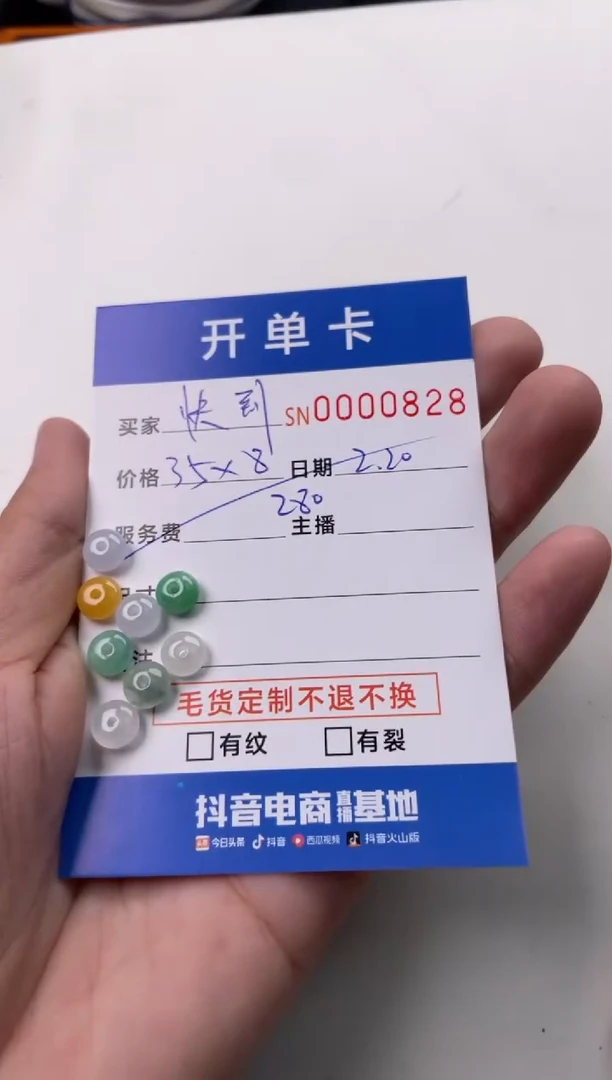 开单卡
买家 快到 SN0000828
价格 35×8 日期 2.20
280
服务费 主播
寸
注
毛货定制不退不换
有纹 有裂
抖音电商直播基地
今日头条 抖音 西瓜视频 抖音火山版